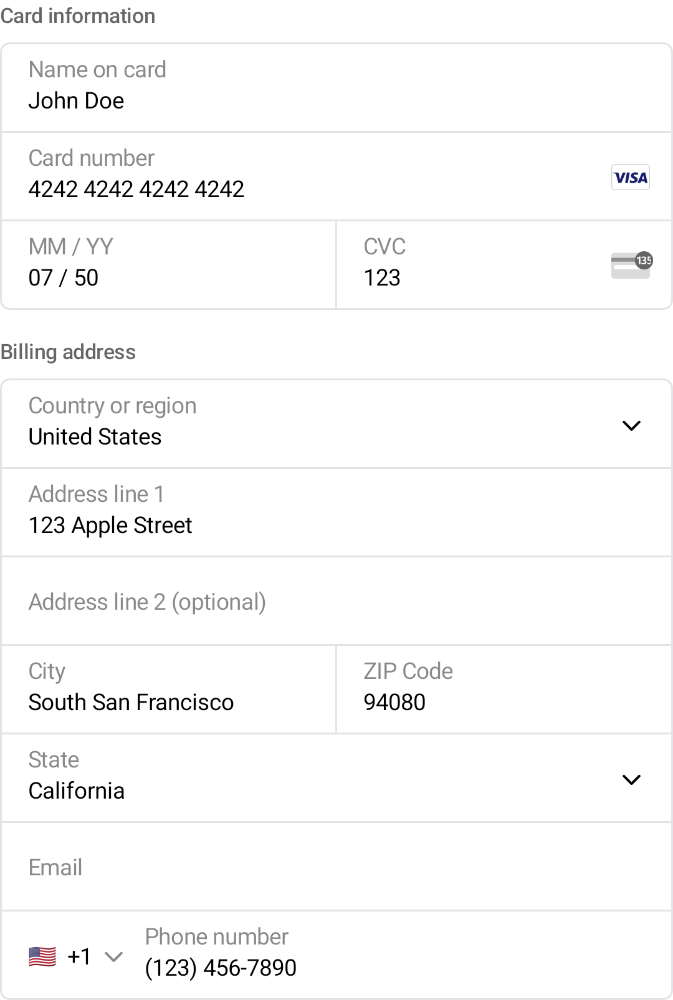 Card information
Name on card
John Doe
Card number
4242 4242 4242 4242
VISA
MM / YY
07 / 50
CVC
123
135
Billing address
Country or region
United States
Address line 1
123 Apple Street
Address line 2 (optional)
City
South San Francisco
ZIP Code
94080
State
California
Email
+1
Phone number
(123) 456-7890